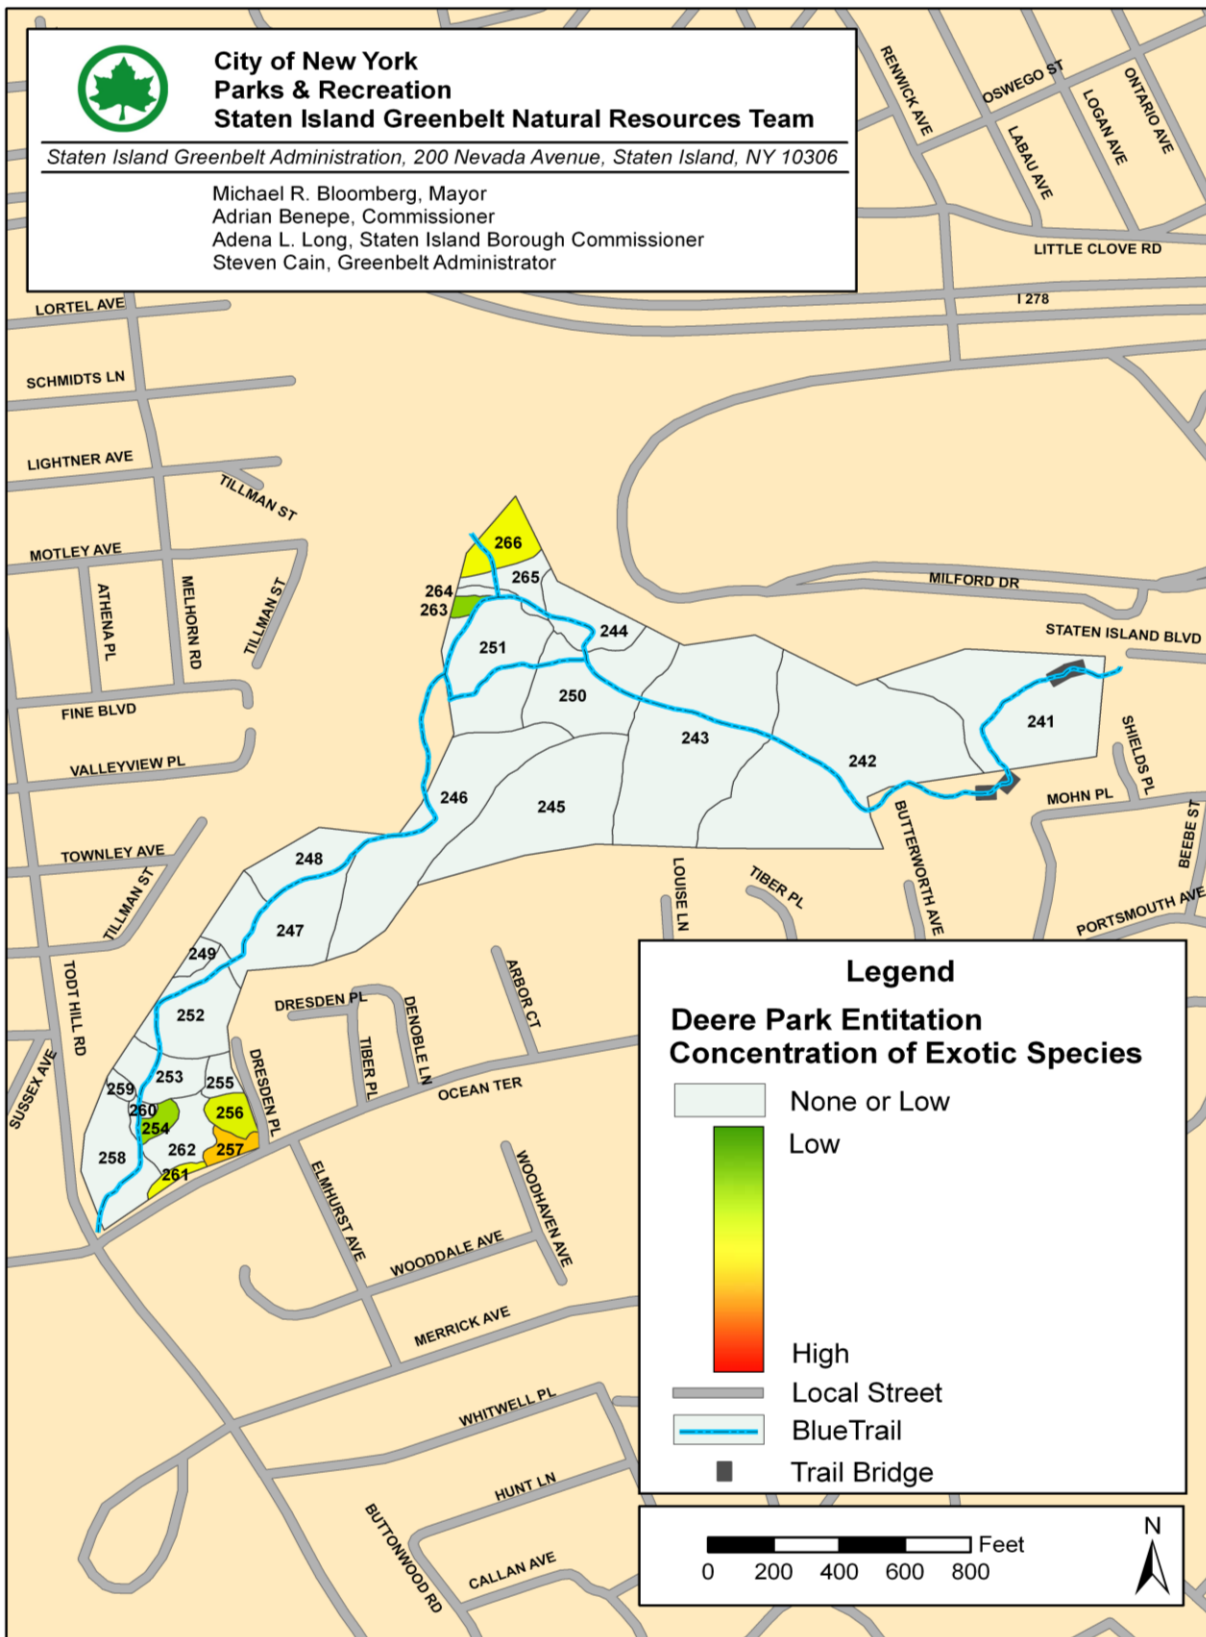 City of New York
Parks & Recreation
Staten Island Greenbelt Natural Resources Team
Staten Island Greenbelt Administration, 200 Nevada Avenue, Staten Island, NY 10306
Michael R. Bloomberg, Mayor
Adrian Benepe, Commissioner
Adena L. Long, Staten Island Borough Commissioner
Steven Cain, Greenbelt Administrator
RENWICK AVE
OSWEGO ST
ONTARIO AVE
LOGAN AVE
LABAU AVE
LITTLE CLOVE RD
I 278
LORTEL AVE
SCHMIDTS LN
LIGHTNER AVE
TILLMAN ST
MOTLEY AVE
ATHENA PL
MELHORN RD
TILLMAN ST
FINE BLVD
VALLEYVIEW PL
TOWNLEY AVE
TILLMAN ST
TODT HILL RD
SUSSEX AVE
MILFORD DR
STATEN ISLAND BLVD
SHIELDS PL
MOHN PL
BEEBE ST
BUTTERWORTH AVE
PORTSMOUTH AVE
LOUISE LN
TIBER PL
266
265
264
263
251
244
250
243
242
241
246
245
248
247
249
252
253
259
255
260
254
256
262
257
258
261
DRESDEN PL
DENOBLE LN
ARBOR CT
TIBER PL
DRESDEN PL
OCEAN TER
ELMHURST AVE
WOODHAVEN AVE
WOODDALE AVE
MERRICK AVE
WHITWELL PL
HUNT LN
BUTTONWOOD RD
CALLAN AVE
Legend
Deere Park Entitation
Concentration of Exotic Species
None or Low
Low
High
Local Street
BlueTrail
Trail Bridge
Feet
0 200 400 600 800
N